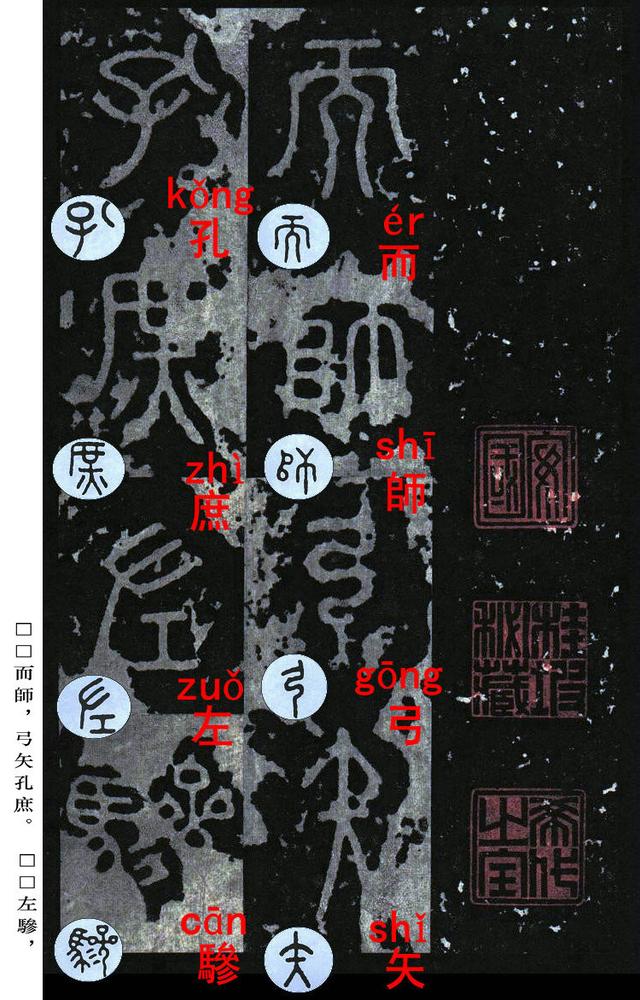 ér
而
shī
師
gōng
弓
shǐ
矢
kǒng
孔
zhì
庶
zuǒ
左
cān
驂
□□而師，弓矢孔庶。　□□左驂，